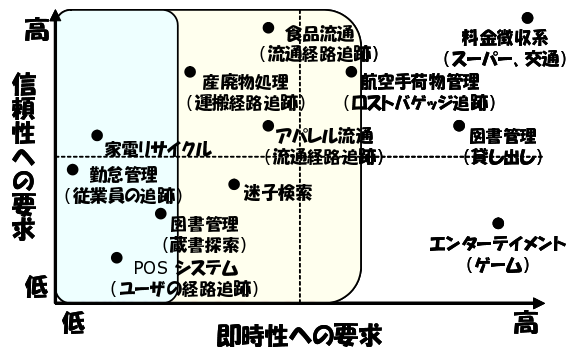 高
食品流通
（流通経路追跡）
料金徴収系
（スーパー、交通）
産廃物処理
（運搬経路追跡）
航空手荷物管理
（ロストバゲッジ追跡）
信頼性への要求
家電リサイクル
アパレル流通
（流通経路追跡）
図書管理
（貸し出し）
勤怠管理
（従業員の追跡）
迷子検索
図書管理
（蔵書探索）
エンターテイメント
（ゲーム）
POS システム
（ユーザの経路追跡）
低
低
即時性への要求
高